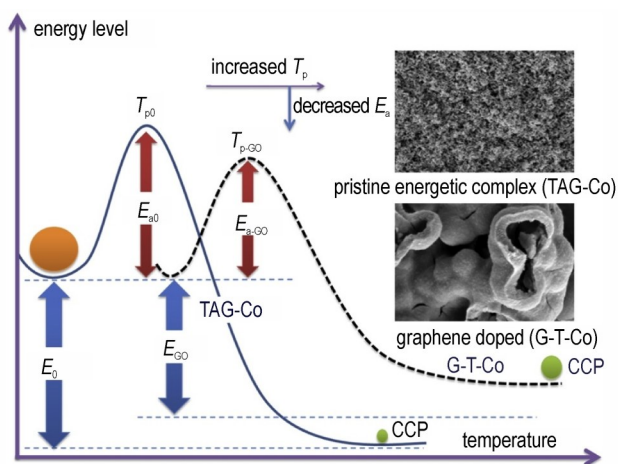 energy level
increased Tp
decreased Ea
Tp0
Tp-GO
pristine energetic complex (TAG-Co)
Ea0
Ea-GO
TAG-Co
graphene doped (G-T-Co)
G-T-Co
CCP
E0
EGO
CCP
temperature